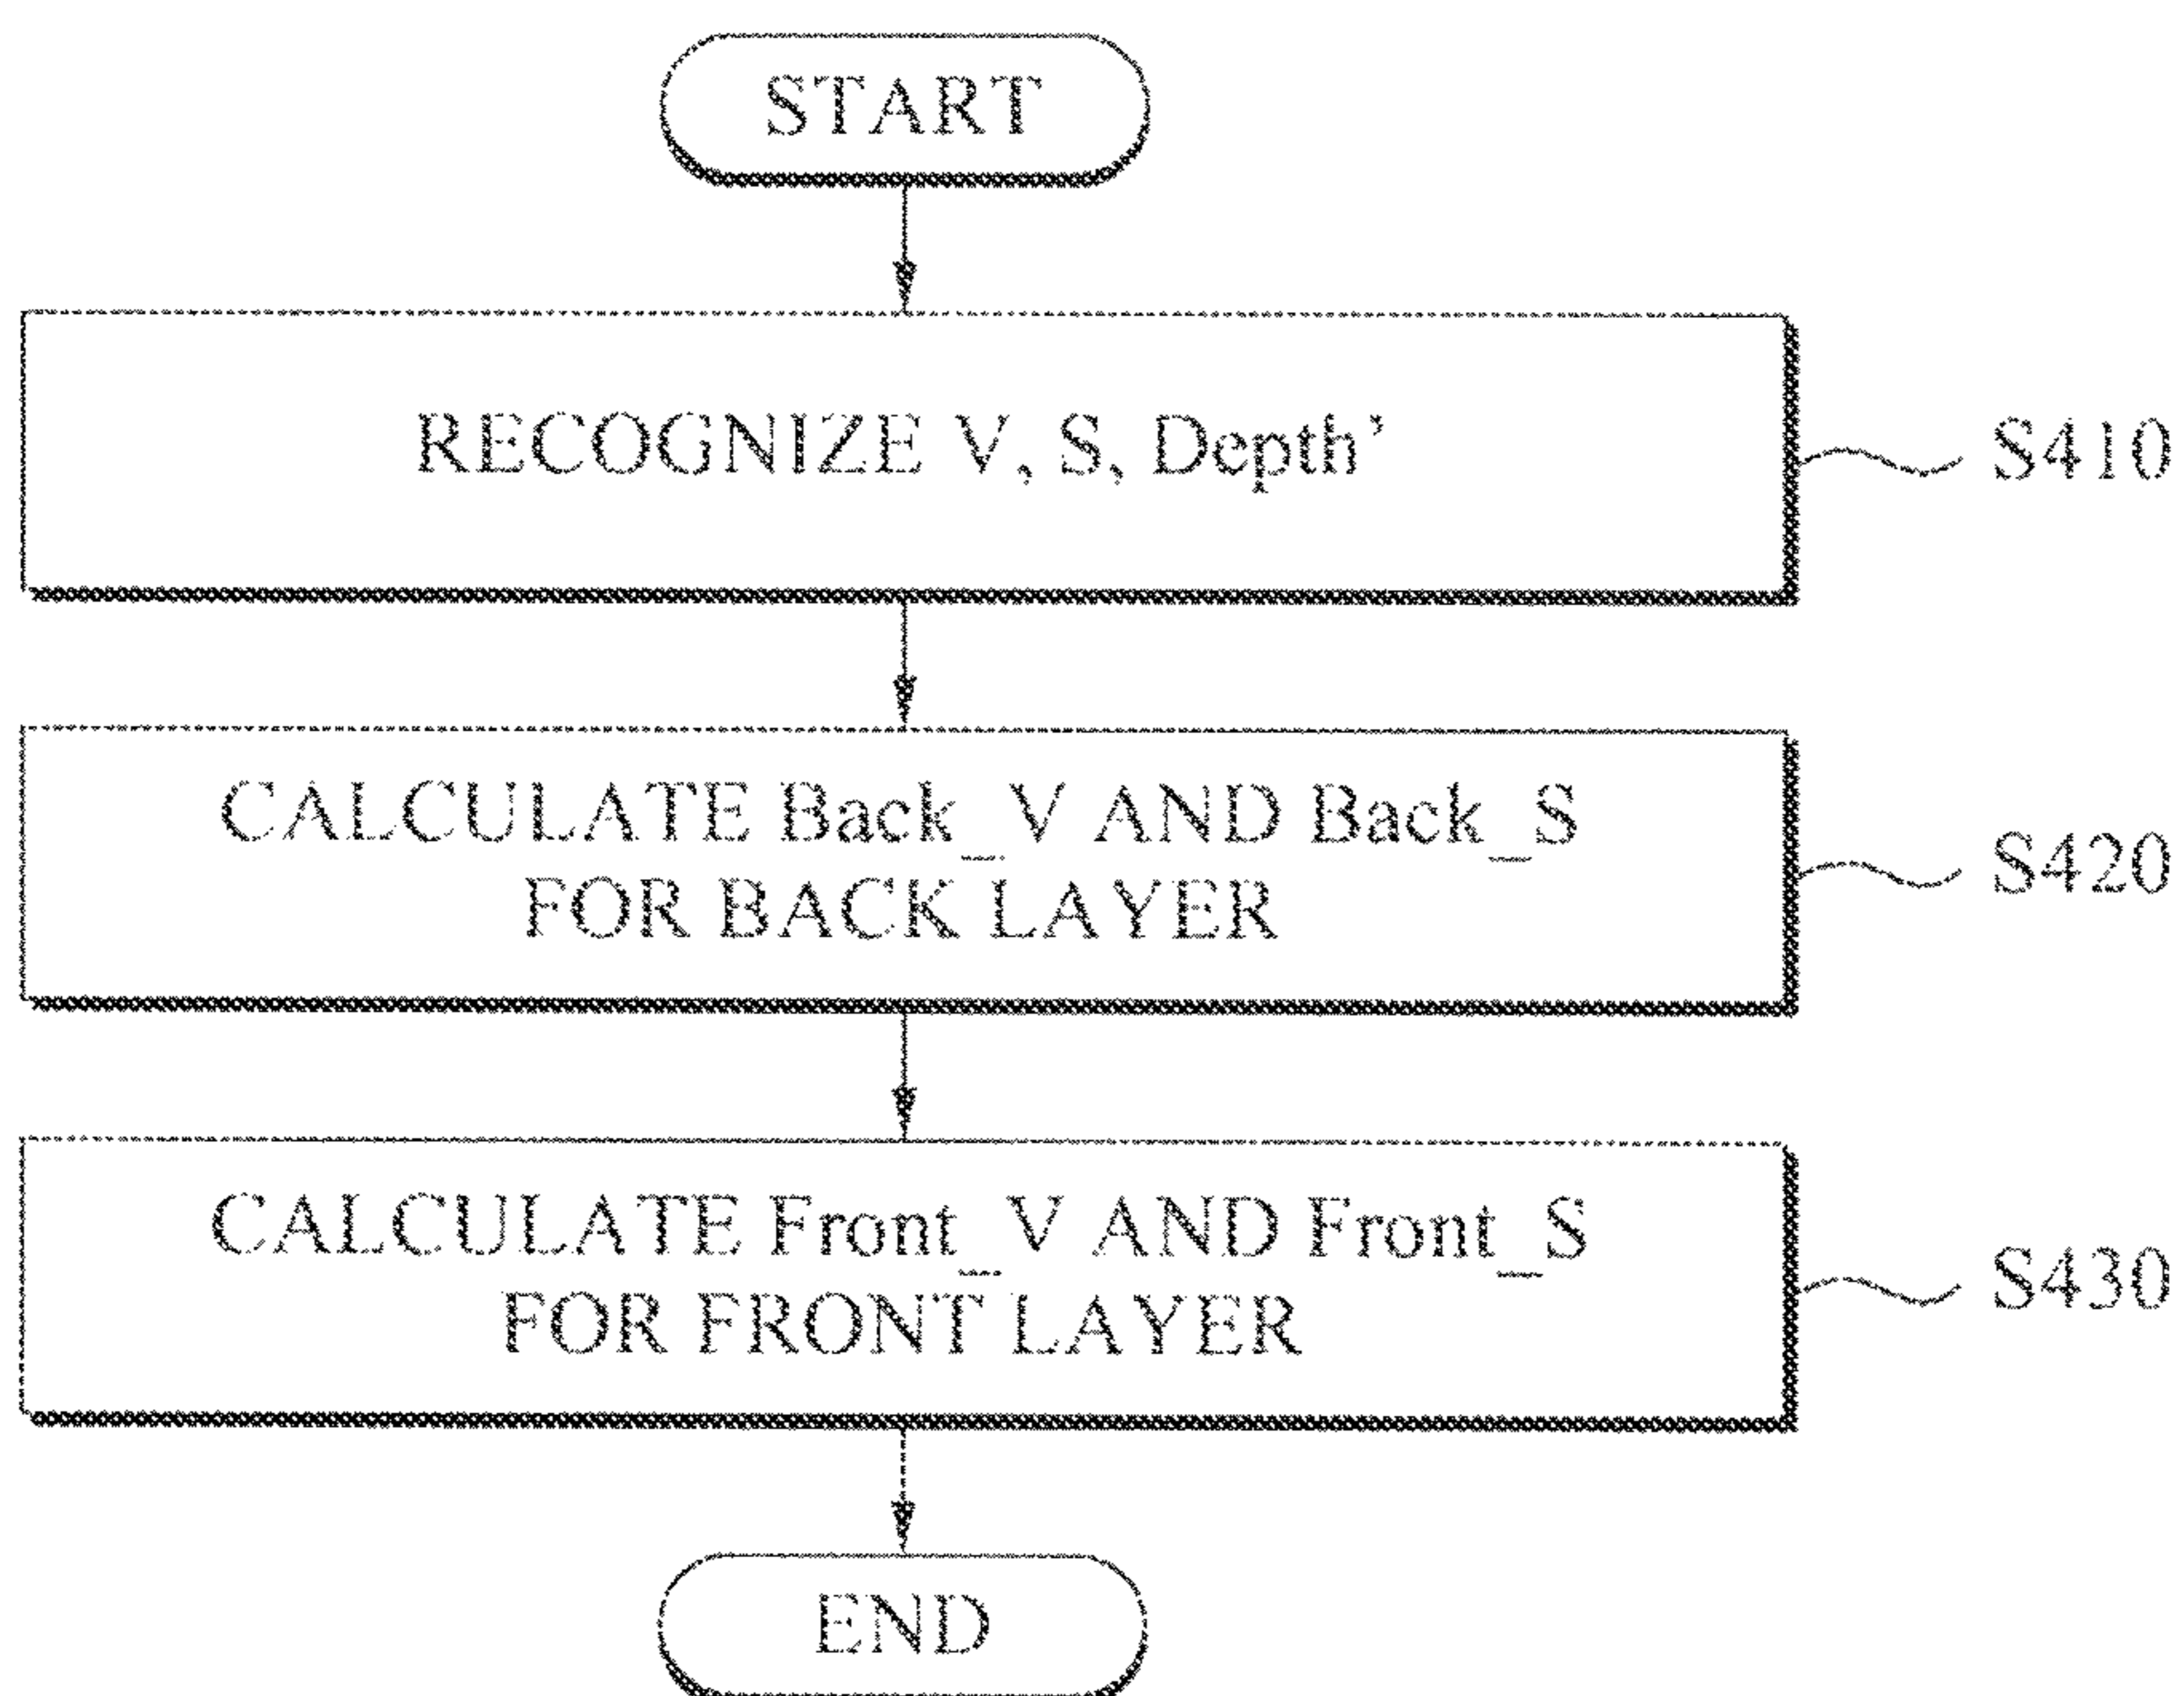 START
RECOGNIZE V, S, Depth’
S410
CALCULATE Back_V AND Back_S
FOR BACK LAYER
S420
CALCULATE Front_V AND Front_S
FOR FRONT LAYER
S430
END